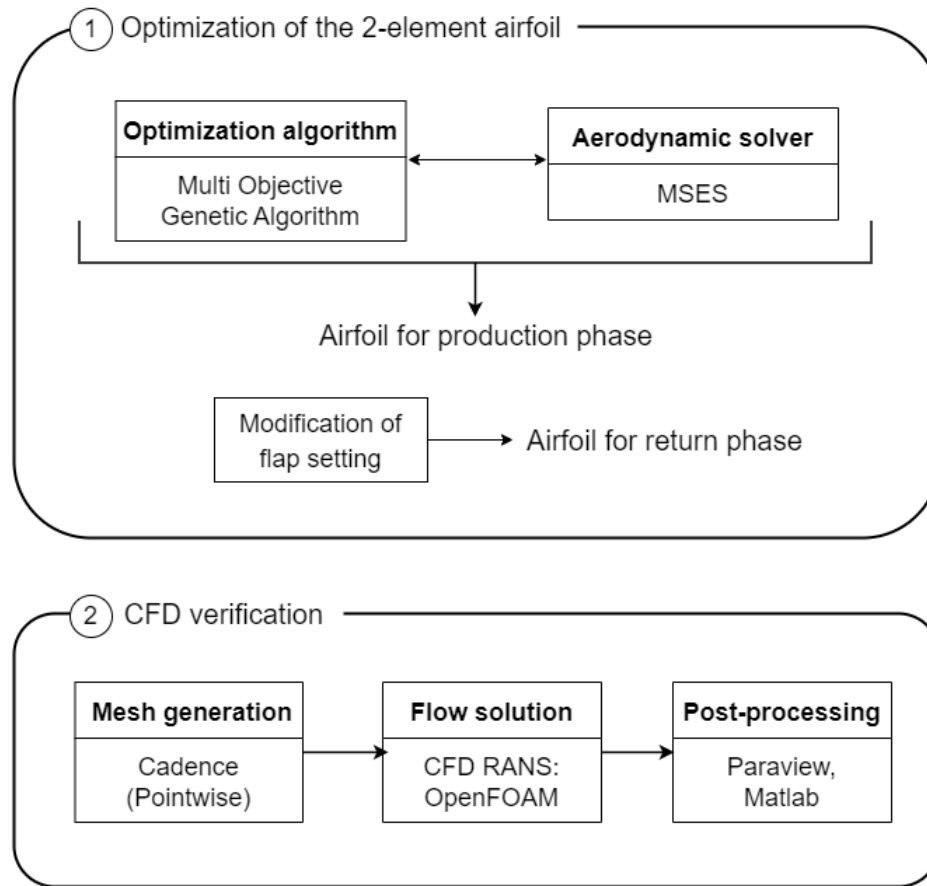 1 Optimization of the 2-element airfoil
Optimization algorithm
Multi Objective
Genetic Algorithm
Aerodynamic solver
MSES
Airfoil for production phase
Modification of
flap setting
Airfoil for return phase
2 CFD verification
Mesh generation
Cadence
(Pointwise)
Flow solution
CFD RANS:
OpenFOAM
Post-processing
Paraview,
Matlab